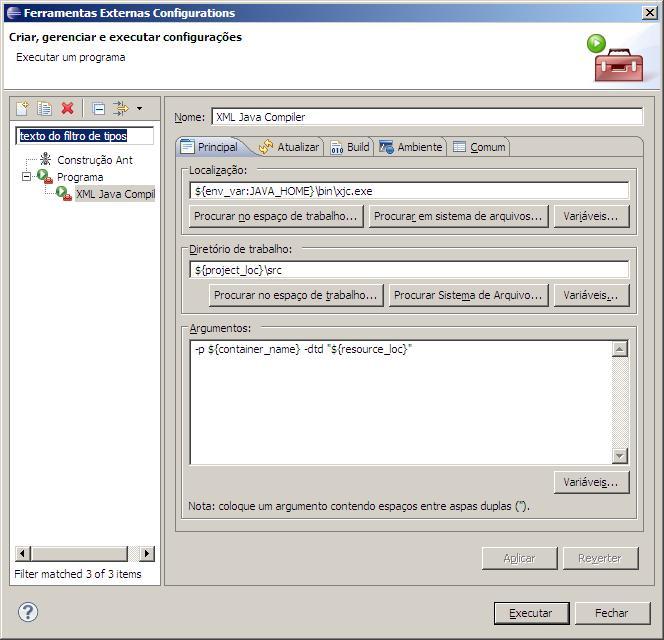 Ferramentas Externas Configurations
Criar, gerenciar e executar configurações
Executar um programa
texto do filtro de tipos
Construção Ant
Programa
XML Java Compil
Filter matched 3 of 3 items
Nome: XML Java Compiler
Principal Atualizar Build Ambiente Comum
Localização:
${env_var:JAVA_HOME}\bin\xjc.exe
Procurar no espaço de trabalho... Procurar em sistema de arquivos... Variáveis...
Diretório de trabalho:
${project_loc}\src
Procurar no espaço de trabalho... Procurar Sistema de Arquivo... Variáveis...
Argumentos:
-p ${container_name} -dtd "${resource_loc}"
Variáveis...
Nota: coloque um argumento contendo espaços entre aspas duplas (").
Aplicar Reverter
? Executar Fechar